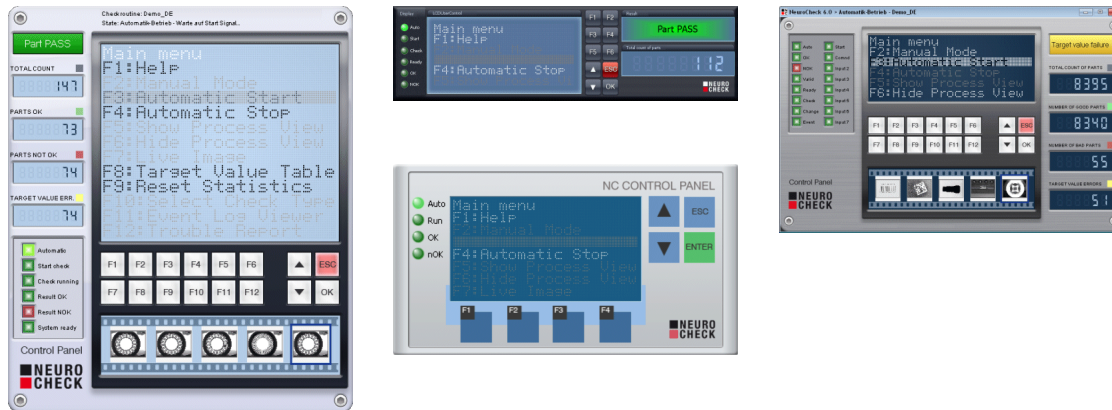 Checkroutine: Demo_DE
State: Automatik-Betrieb - Warte auf Start Signal...
Part PASS
TOTAL COUNT
147
PARTS OK
73
PARTS NOT OK
74
TARGET VALUE ERR.
74
Automatic
Start check
Check running
Result OK
Result NOK
System ready
Control Panel
NEURO
CHECK
Main menu
F1:Help
F2:Manual Mode
F3:Automatic Start
F4:Automatic Stop
F5:Show Process View
F6:Hide Process View
F7:Live Image
F8:Target Value Table
F9:Reset Statistics
F10:Select Check Type
F11:Event Log Viewer
F12:Trouble Report
F1 F2 F3 F4 F5 F6 ESC
F7 F8 F9 F10 F11 F12 OK
Display
Auto
Start
Check
Ready
OK
NOK
LCDUserControl
Main menu
F1:Help
F4:Automatic Stop
F1 F2
F3 F4
F5 F6
ESC
OK
Result
Part PASS
Total count of parts
112
NEURO
CHECK
NC CONTROL PANEL
Auto
Run
OK
nOK
Main menu
F1:Help
F2:Manual Mode
F4:Automatic Stop
F5:Show Process View
F6:Hide Process View
F7:Live Image
ESC
ENTER
F1 F2 F3 F4
NEURO
CHECK
NeuroCheck 6.0 - Automatik-Betrieb - Demo_DE
Auto Start
OK Control
NOK Input3
Valid Input4
Ready Input5
Check Input6
Change Input7
Event Input8
Control Panel
NEURO
CHECK
Main menu
F2:Manual Mode
F3:Automatic Start
F4:Automatic Stop
F5:Show Process View
F6:Hide Process View
F1 F2 F3 F4 F5 F6 ESC
F7 F8 F9 F10 F11 F12 OK
Target value failure
TOTAL COUNT OF PARTS
8395
NUMBER OF GOOD PARTS
8340
NUMBER OF BAD PARTS
55
TARGET VALUE ERRORS
51